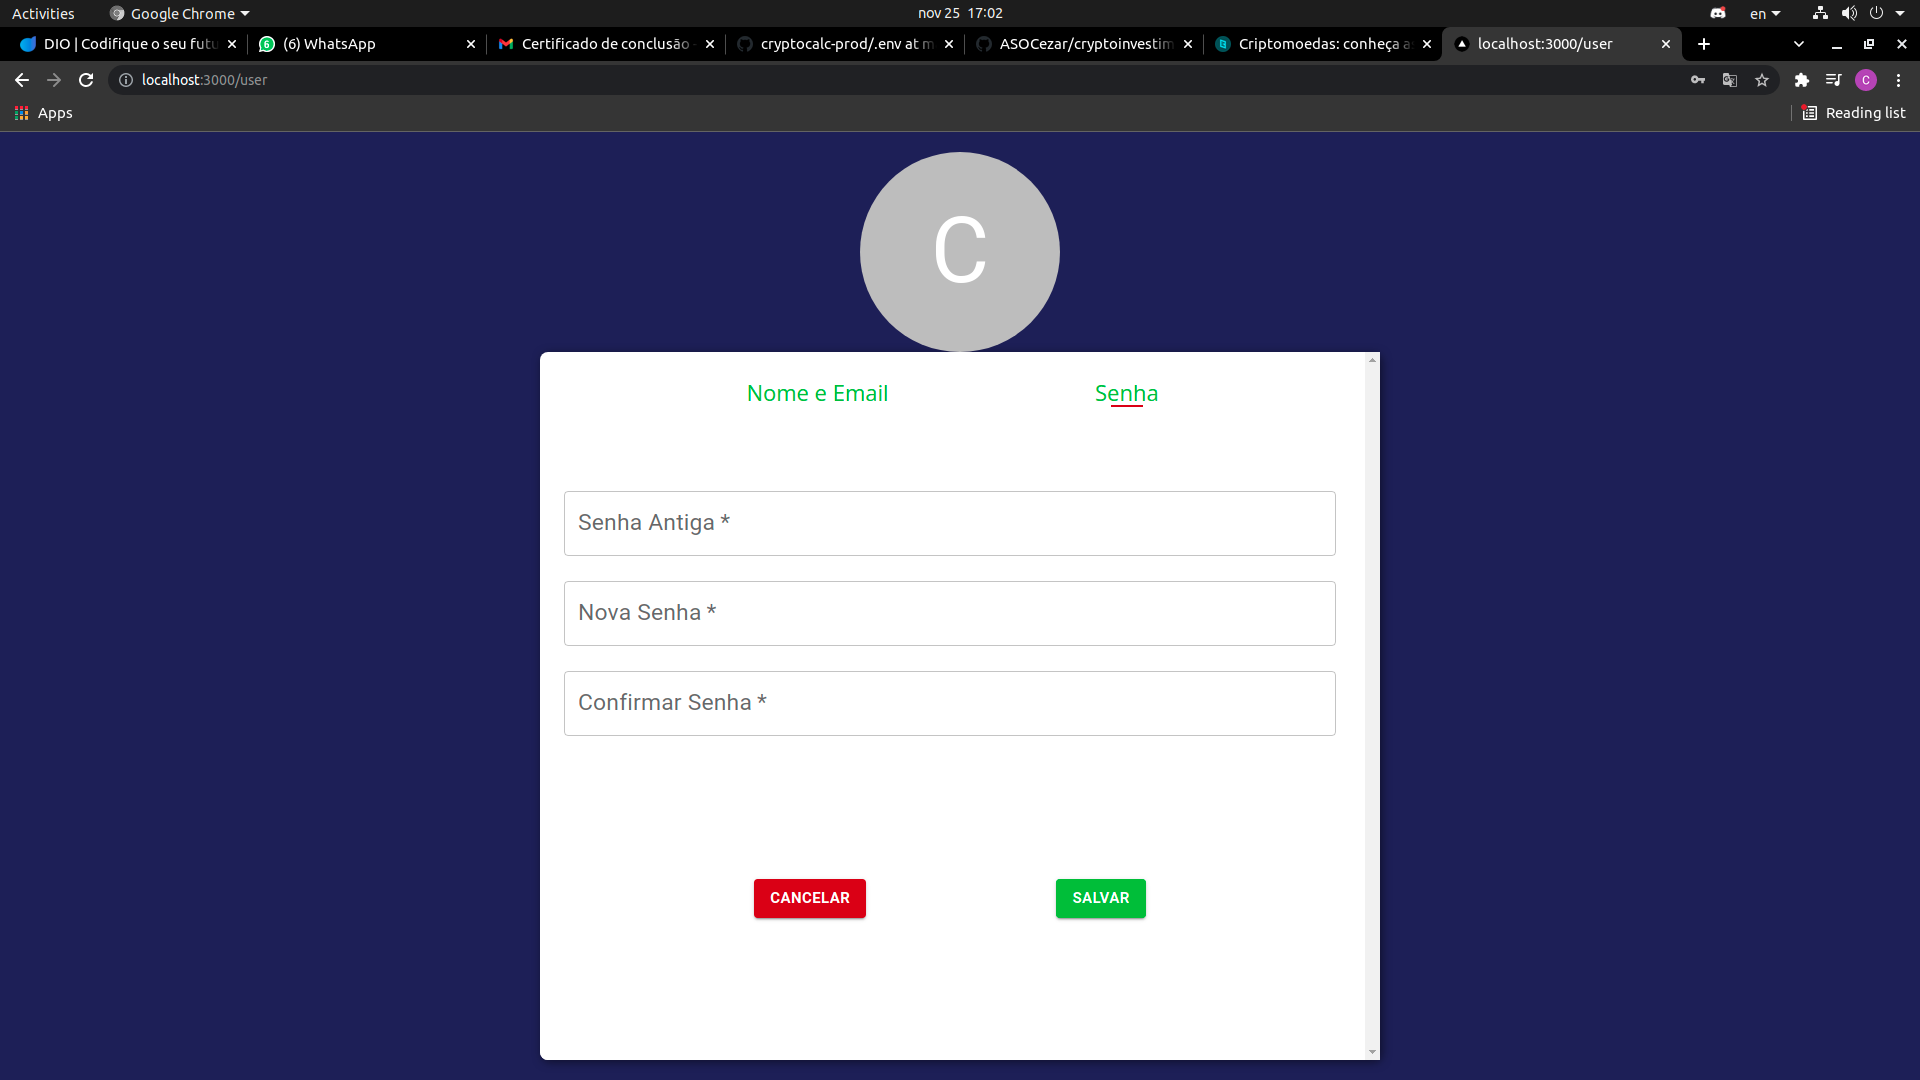 Activities
Google Chrome
nov 25 17:02
en
DIO | Codifique o seu futu
(6) WhatsApp
Certificado de conclusão
cryptocalc-prod/.env at m
ASOCezar/cryptoinvestim
Criptomoedas: conheça a
localhost:3000/user
localhost:3000/user
C
Apps
Reading list
C
Nome e Email
Senha
Senha Antiga *
Nova Senha *
Confirmar Senha *
CANCELAR
SALVAR